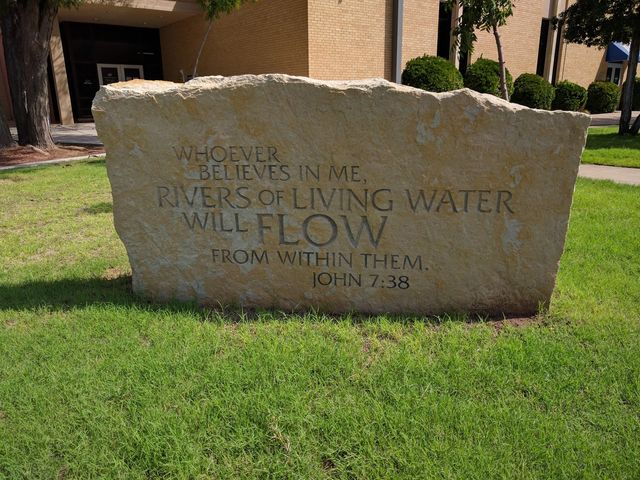 WHOEVER
BELIEVES IN ME,
RIVERS OF LIVING WATER
WILL FLOW
FROM WITHIN THEM.
JOHN 7:38